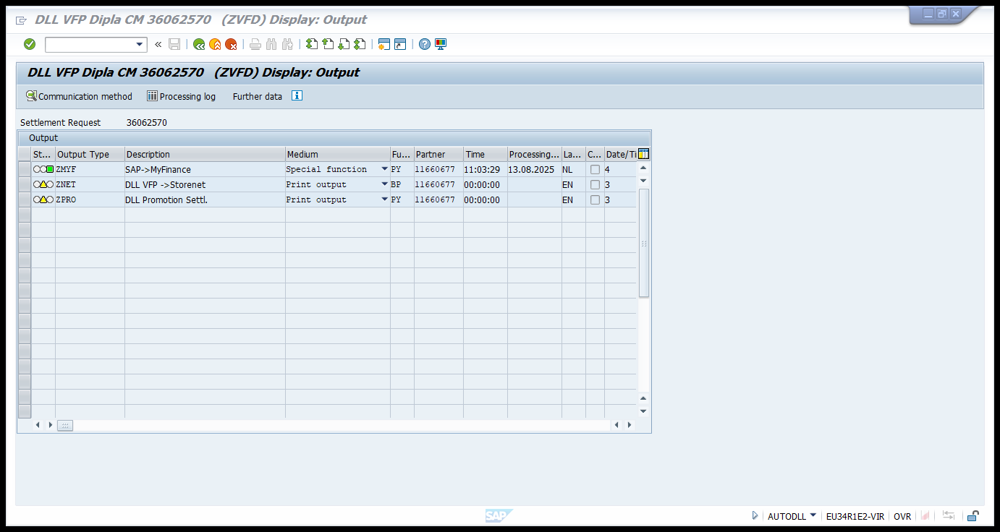 DLL VFP Dipla CM 36062570 (ZVFD) Display: Output
DLL VFP Dipla CM 36062570 (ZVFD) Display: Output
Communication method Processing log Further data
Settlement Request 36062570
Output
St... Output Type Description Medium Fu... Partner Time Processing... La... C... Date/Ti
ZMYF SAP->MyFinance Special function PY 11660677 11:03:29 13.08.2025 NL 4
ZNET DLL VFP ->Storenet Print output BP 11660677 00:00:00 EN 3
ZPRO DLL Promotion Settl. Print output PY 11660677 00:00:00 EN 3
SAP AUTODLL EU34R1E2-VIR OVR